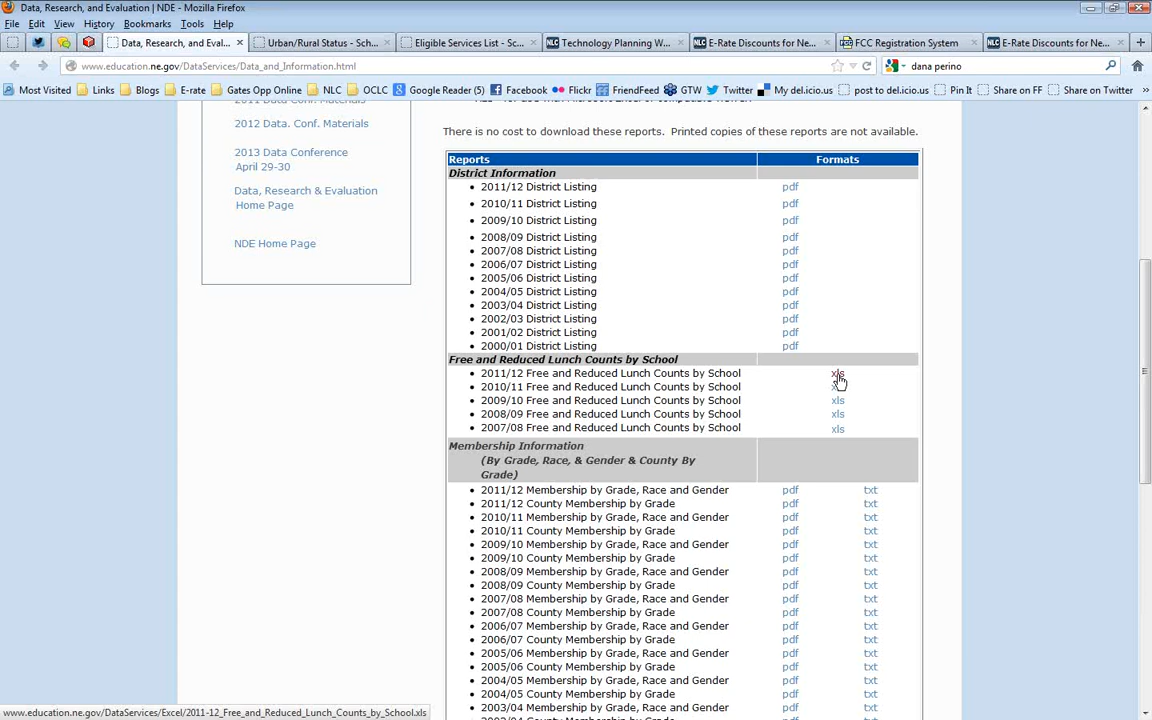 Data, Research, and Evaluation | NDE - Mozilla Firefox
File Edit View History Bookmarks Tools Help
Data, Research, and Eval... × Urban/Rural Status - Sch... × Eligible Services List - Sc... × NLC Technology Planning W... × NLC E-Rate Discounts for Ne... × FCC Registration System × NLC E-Rate Discounts for Ne... × +
www.education.ne.gov/DataServices/Data_and_Information.html
dana perino
Most Visited Links Blogs E-rate Gates Opp Online NLC OCLC Google Reader (5) GTW Facebook Flickr FriendFeed Twitter My del.icio.us post to del.icio.us Pin It Share on FF Share on Twitter
2012 Data. Conf. Materials
2013 Data Conference
April 29-30
Data, Research & Evaluation
Home Page
NDE Home Page
There is no cost to download these reports. Printed copies of these reports are not available.
Reports Formats
District Information
• 2011/12 District Listing pdf
• 2010/11 District Listing pdf
• 2009/10 District Listing pdf
• 2008/09 District Listing pdf
• 2007/08 District Listing pdf
• 2006/07 District Listing pdf
• 2005/06 District Listing pdf
• 2004/05 District Listing pdf
• 2003/04 District Listing pdf
• 2002/03 District Listing pdf
• 2001/02 District Listing pdf
• 2000/01 District Listing pdf
Free and Reduced Lunch Counts by School
• 2011/12 Free and Reduced Lunch Counts by School xls
• 2010/11 Free and Reduced Lunch Counts by School
• 2009/10 Free and Reduced Lunch Counts by School xls
• 2008/09 Free and Reduced Lunch Counts by School xls
• 2007/08 Free and Reduced Lunch Counts by School xls
Membership Information
(By Grade, Race, & Gender & County By
Grade)
• 2011/12 Membership by Grade, Race and Gender pdf txt
• 2011/12 County Membership by Grade pdf txt
• 2010/11 Membership by Grade, Race and Gender pdf txt
• 2010/11 County Membership by Grade pdf txt
• 2009/10 Membership by Grade, Race and Gender pdf txt
• 2009/10 County Membership by Grade pdf txt
• 2008/09 Membership by Grade, Race and Gender pdf txt
• 2008/09 County Membership by Grade pdf txt
• 2007/08 Membership by Grade, Race and Gender pdf txt
• 2007/08 County Membership by Grade pdf txt
• 2006/07 Membership by Grade, Race and Gender pdf txt
• 2006/07 County Membership by Grade pdf txt
• 2005/06 Membership by Grade, Race and Gender pdf txt
• 2005/06 County Membership by Grade pdf txt
• 2004/05 Membership by Grade, Race and Gender pdf txt
• 2004/05 County Membership by Grade pdf txt
• 2003/04 Membership by Grade, Race and Gender pdf txt
www.education.ne.gov/DataServices/Excel/2011-12_Free_and_Reduced_Lunch_Counts_by_School.xls